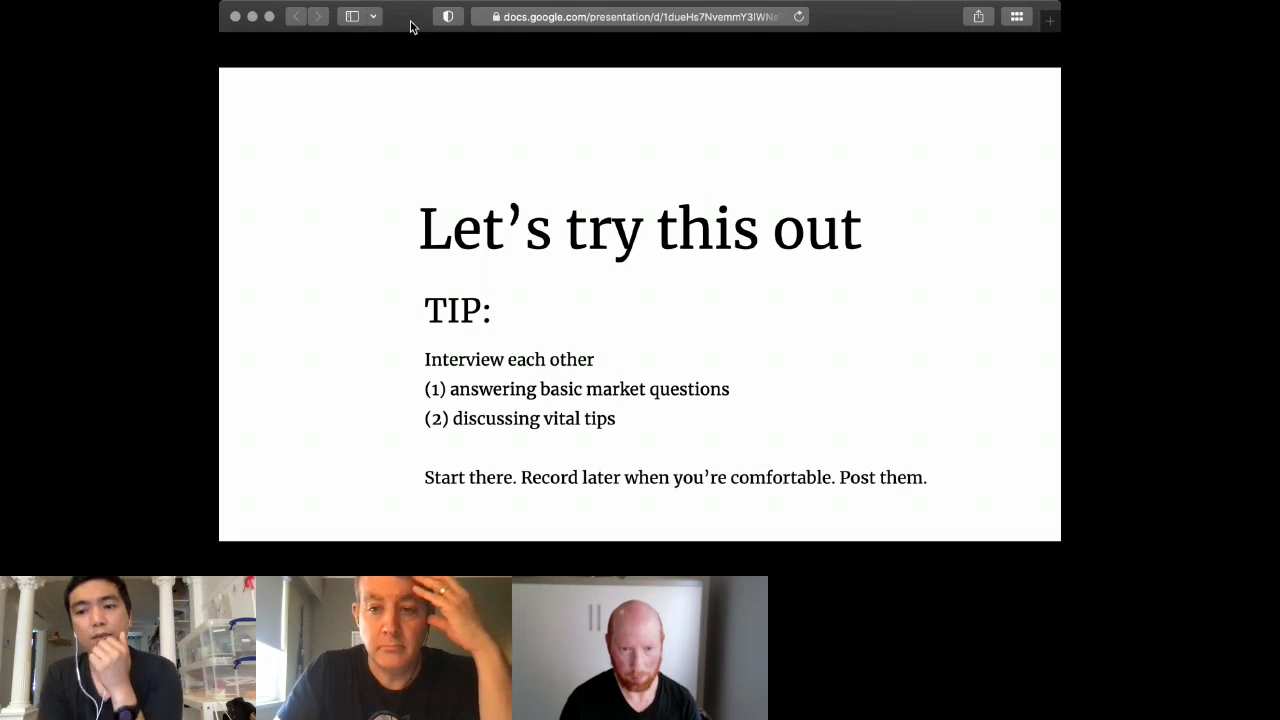 docs.google.com/presentation/d/1dueHs7NvemmY3IWNs
Let’s try this out
TIP:
Interview each other
(1) answering basic market questions
(2) discussing vital tips
Start there. Record later when you’re comfortable. Post them.